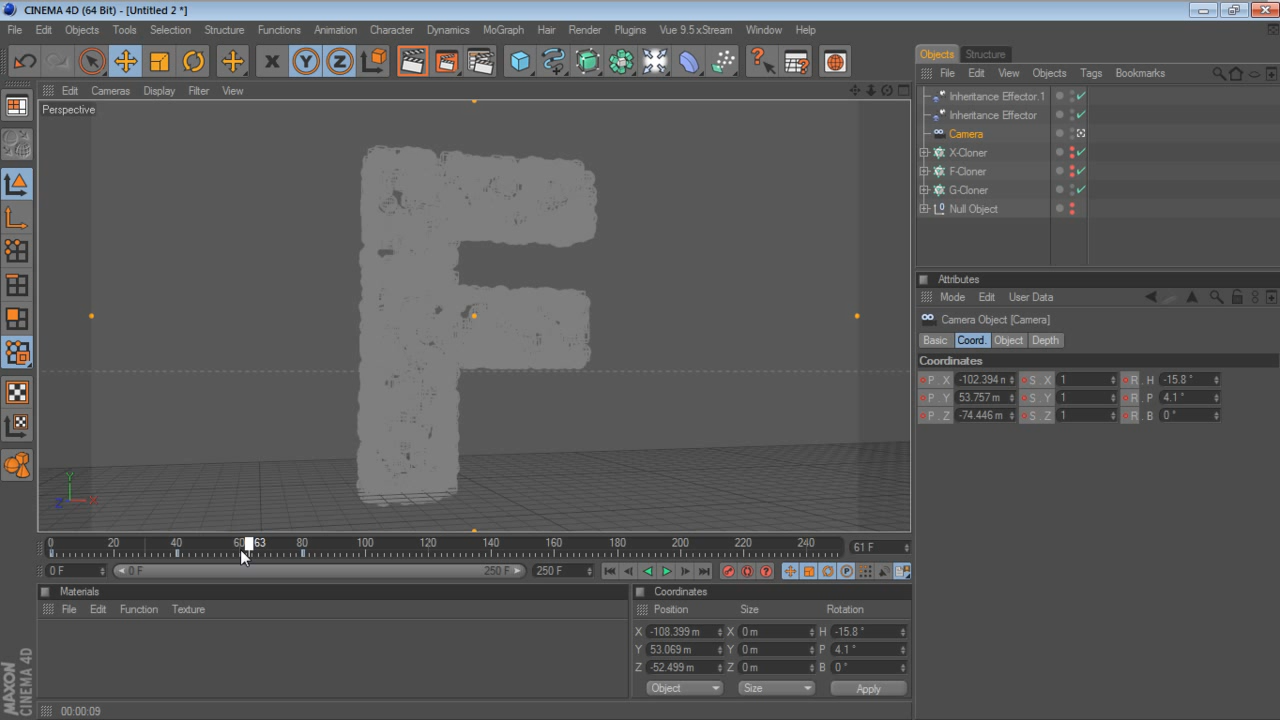 CINEMA 4D (64 Bit) - [Untitled 2 *]
File Edit Objects Tools Selection Structure Functions Animation Character Dynamics MoGraph Hair Render Plugins Vue 9.5 xStream Window Help
Objects Structure
File Edit View Objects Tags Bookmarks
Edit Cameras Display Filter View
Perspective
Inheritance Effector.1
Inheritance Effector
Camera
X-Cloner
F-Cloner
G-Cloner
Null Object
Attributes
Mode Edit User Data
Camera Object [Camera]
Basic Coord. Object Depth
Coordinates
P . X -102.394 m S . X 1 R . H -15.8 °
P . Y 53.757 m S . Y 1 R . P 4.1 °
P . Z -74.446 m S . Z 1 R . B 0 °
Y
Z X
0 20 40 60 63 80 100 120 140 160 180 200 220 240 61 F
0 F 0 F 250 F 250 F
Materials
File Edit Function Texture
Coordinates
Position Size Rotation
X -108.399 m X 0 m H -15.8 °
Y 53.069 m Y 0 m P 4.1 °
Z -52.499 m Z 0 m B 0 °
Object Size Apply
MAXON
CINEMA 4D
00:00:09